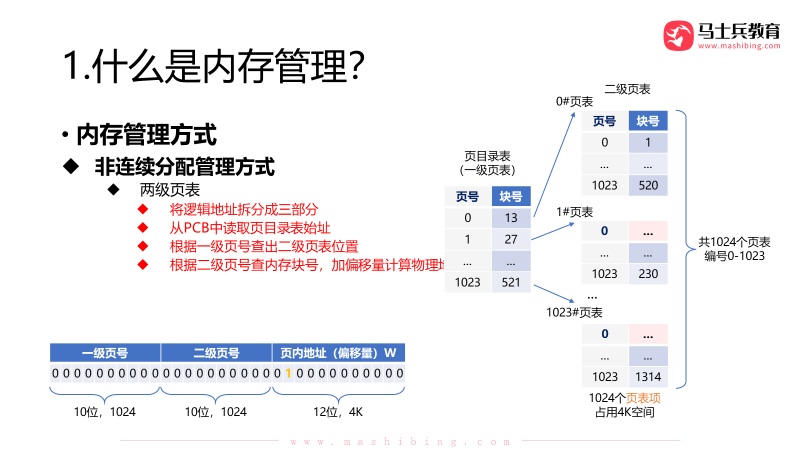 马士兵教育
www.mashibing.com
1.什么是内存管理？
• 内存管理方式
◆ 非连续分配管理方式
◆ 两级页表
◆ 将逻辑地址拆分成三部分
◆ 从PCB中读取页目录表始址
◆ 根据一级页号查出二级页表位置
◆ 根据二级页号查内存块号，加偏移量计算物理
页目录表
（一级页表）
页号 块号
0 13
1 27
... ...
1023 521
二级页表
0#页表
页号 块号
0 1
... ...
1023 520
1#页表
0 ...
... ...
1023 230
...
1023#页表
0 ...
... ...
1023 1314
1024个页表项
占用4K空间
共1024个页表
编号0-1023
一级页号 二级页号 页内地址（偏移量）W
0 0 0 0 0 0 0 0 0 0 0 0 0 0 0 0 0 0 0 0 0 1 0 0 0 0 0 0 0 0 0 0
10位，1024 10位，1024 12位，4K
www.mashibing.com